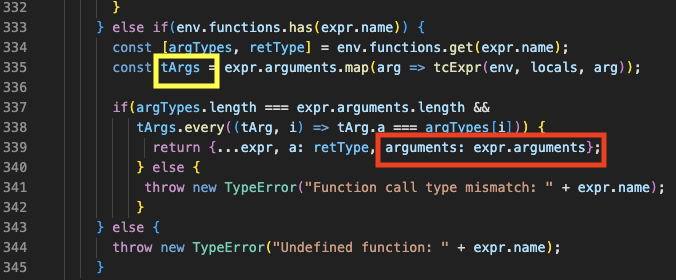 332 }
333 } else if(env.functions.has(expr.name)) {
334 const [argTypes, retType] = env.functions.get(expr.name);
335 const tArgs = expr.arguments.map(arg => tcExpr(env, locals, arg));
336
337 if(argTypes.length === expr.arguments.length &&
338 tArgs.every((tArg, i) => tArg.a === argTypes[i])) {
339 return {...expr, a: retType, arguments: expr.arguments};
340 } else {
341 throw new TypeError("Function call type mismatch: " + expr.name);
342 }
343 } else {
344 throw new TypeError("Undefined function: " + expr.name);
345 }